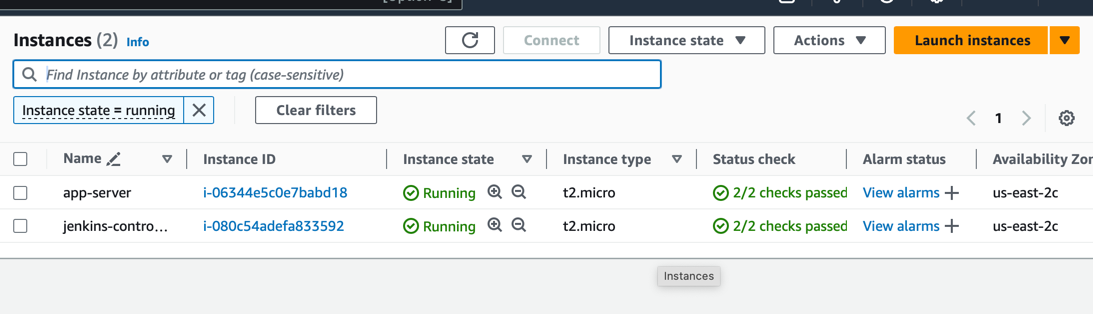 [Option+S]
Instances (2) Info
Connect Instance state Actions Launch instances
Find Instance by attribute or tag (case-sensitive)
Instance state = running Clear filters
1
Name Instance ID Instance state Instance type Status check Alarm status Availability Zon
app-server i-06344e5c0e7babd18 Running t2.micro 2/2 checks passed View alarms us-east-2c
jenkins-contro... i-080c54adefa833592 Running t2.micro 2/2 checks passed View alarms us-east-2c
Instances